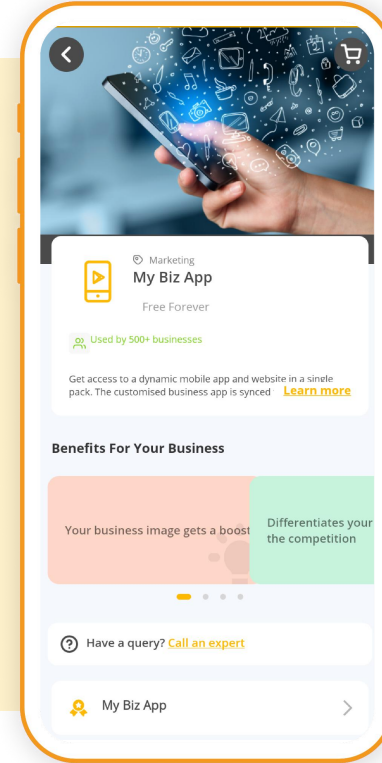 Marketing
My Biz App
Free Forever
Used by 500+ businesses
Get access to a dynamic mobile app and website in a single
pack. The customised business app is synced Learn more
Benefits For Your Business
Your business image gets a boost
Differentiates your
the competition
Have a query? Call an expert
My Biz App